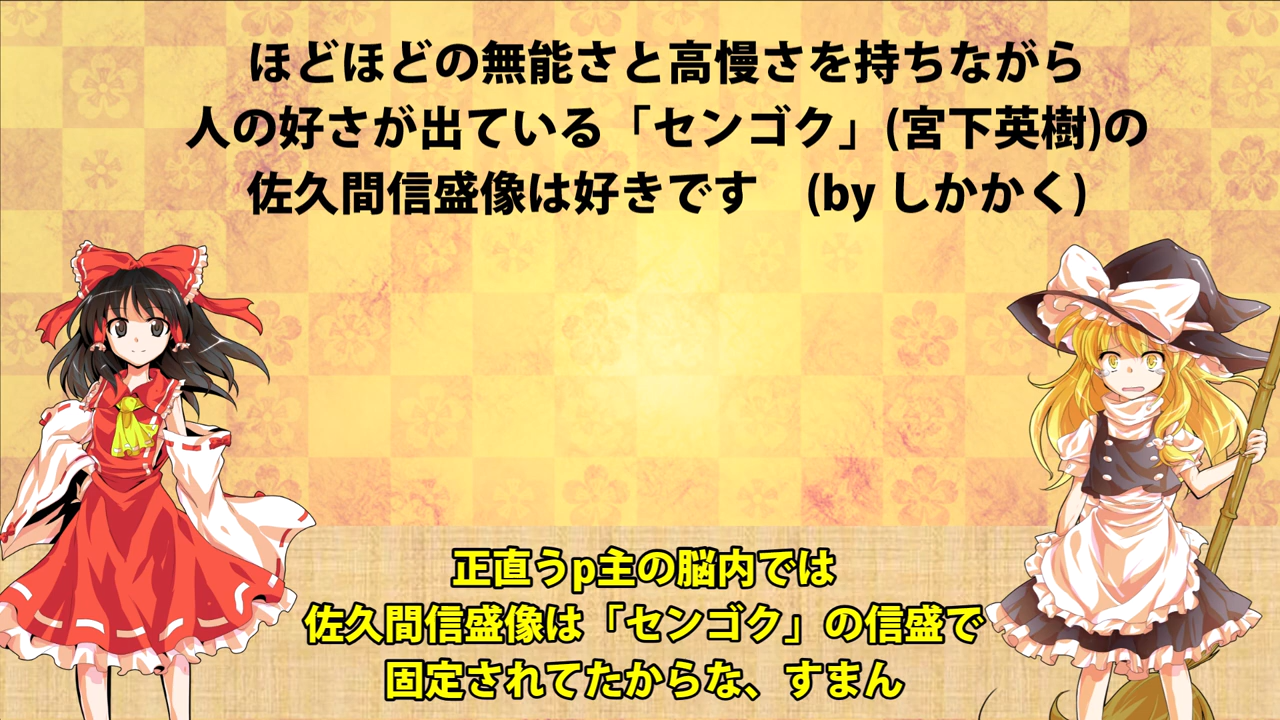 ほどほどの無能さと高慢さを持ちながら
人の好さが出ている「センゴク」(宮下英樹)の
佐久間信盛像は好きです　(by しかかく)
正直うp主の脳内では
佐久間信盛像は「センゴク」の信盛で
固定されてたからな、すまん